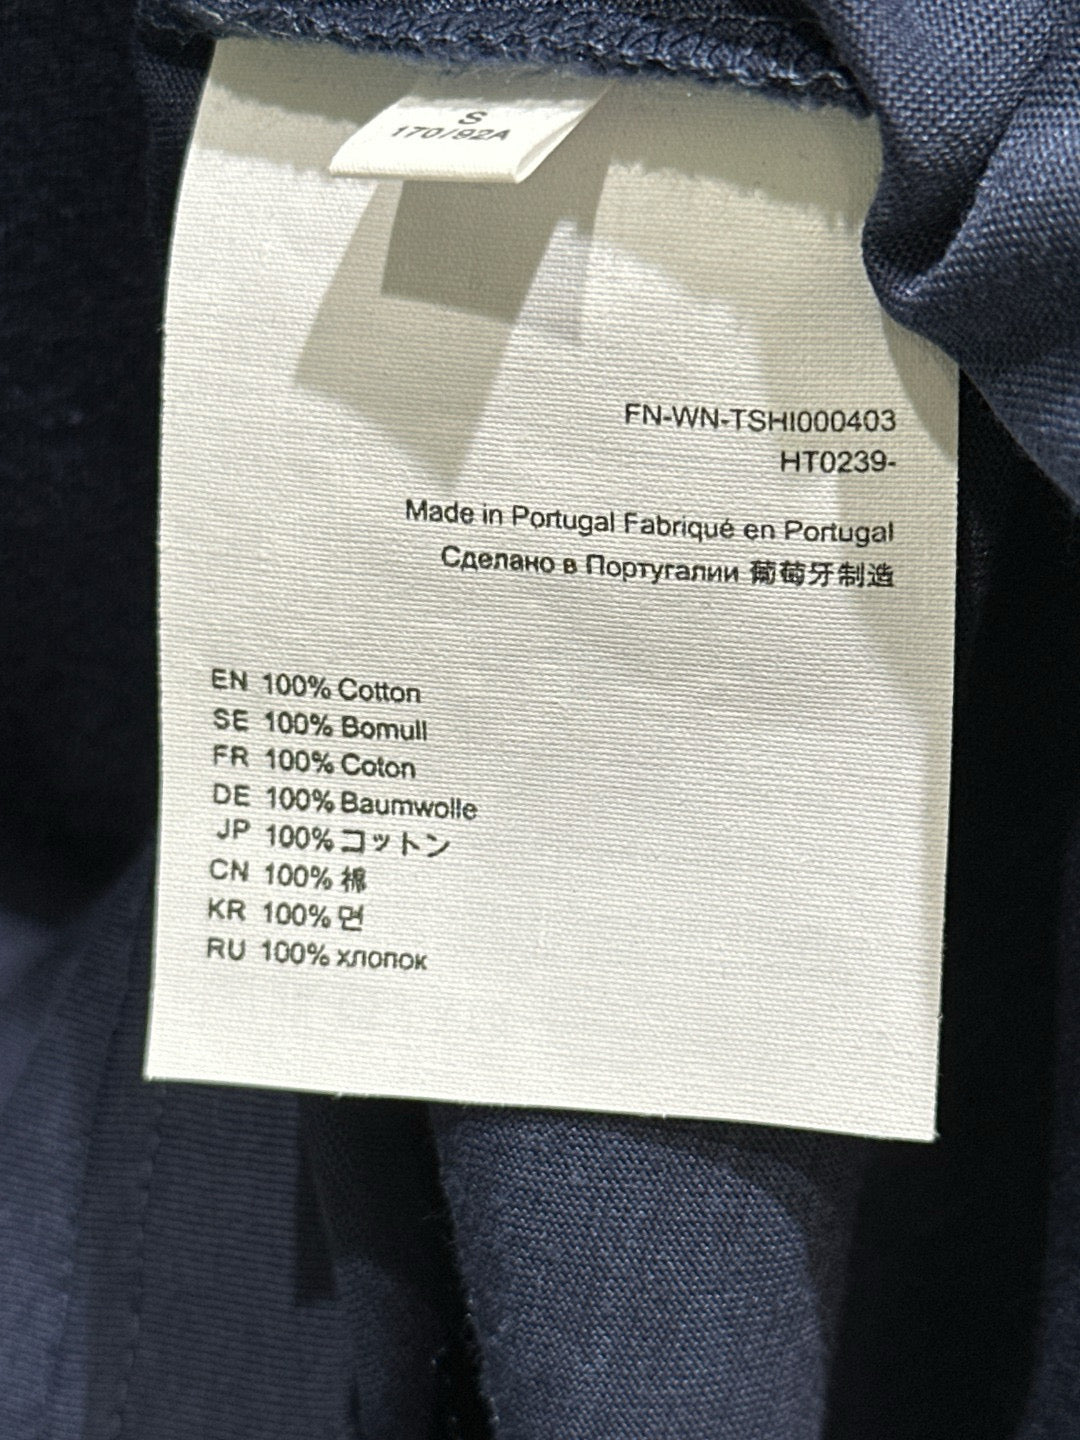 S
170/92A
FN-WN-TSHI000403
HT0239-
Made in Portugal Fabriqué en Portugal
Сделано в Португалии 葡萄牙制造
EN 100% Cotton
SE 100% Bomull
FR 100% Coton
DE 100% Baumwolle
JP 100% コットン
CN 100% 棉
KR 100% 면
RU 100% хлопок